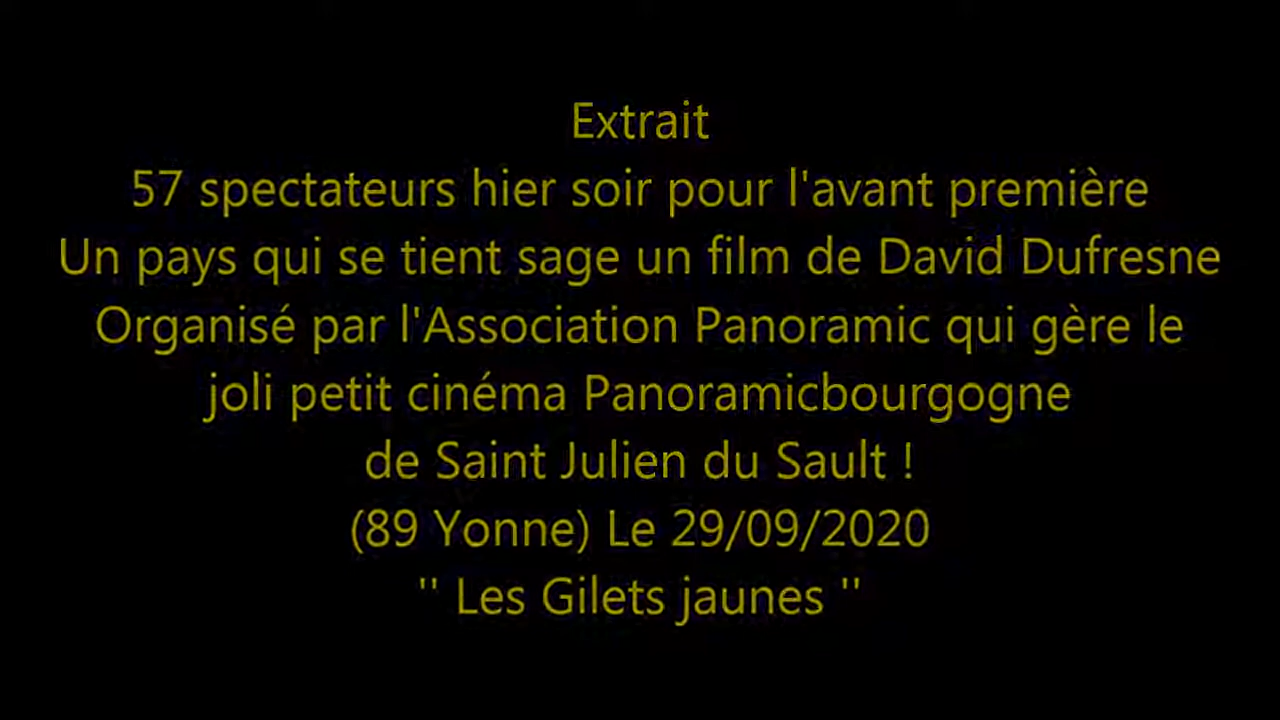 Extrait
57 spectateurs hier soir pour l'avant première
Un pays qui se tient sage un film de David Dufresne
Organisé par l'Association Panoramic qui gère le
joli petit cinéma Panoramicbourgogne
de Saint Julien du Sault !
(89 Yonne) Le 29/09/2020
'' Les Gilets jaunes ''